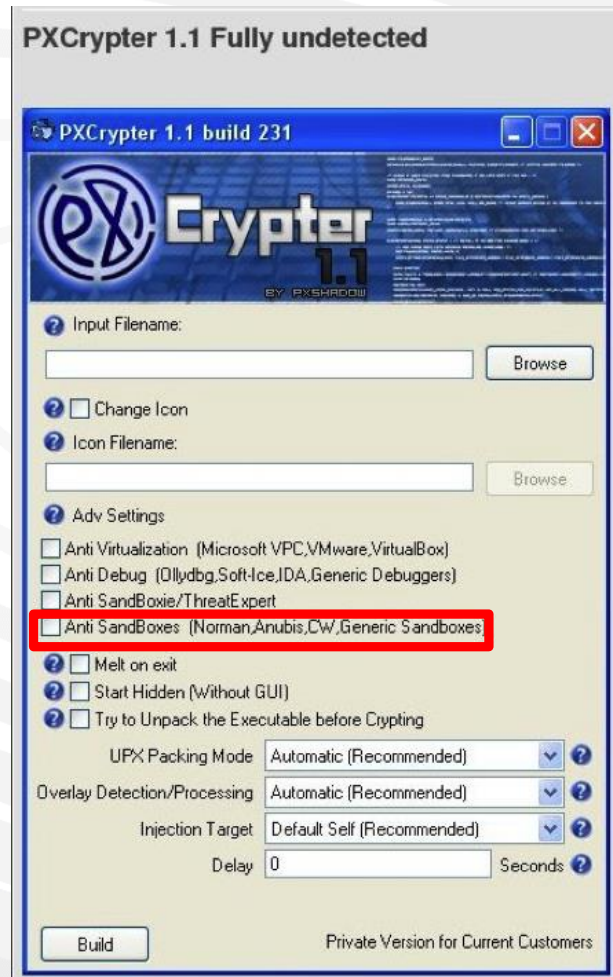 PXCrypter 1.1 Fully undetected
PXCrypter 1.1 build 231
pX Crypter
1.1
BY PXSHADOW
Input Filename:
Browse
Change Icon
Icon Filename:
Browse
Adv Settings
Anti Virtualization (Microsoft VPC,VMware,VirtualBox)
Anti Debug (Ollydbg,Soft-Ice,IDA,Generic Debuggers)
Anti SandBoxie/ThreatExpert
Anti SandBoxes (Norman,Anubis,CW,Generic Sandboxes)
Melt on exit
Start Hidden (Without GUI)
Try to Unpack the Executable before Crypting
UPX Packing Mode Automatic (Recommended)
Overlay Detection/Processing Automatic (Recommended)
Injection Target Default Self (Recommended)
Delay 0 Seconds
Build Private Version for Current Customers